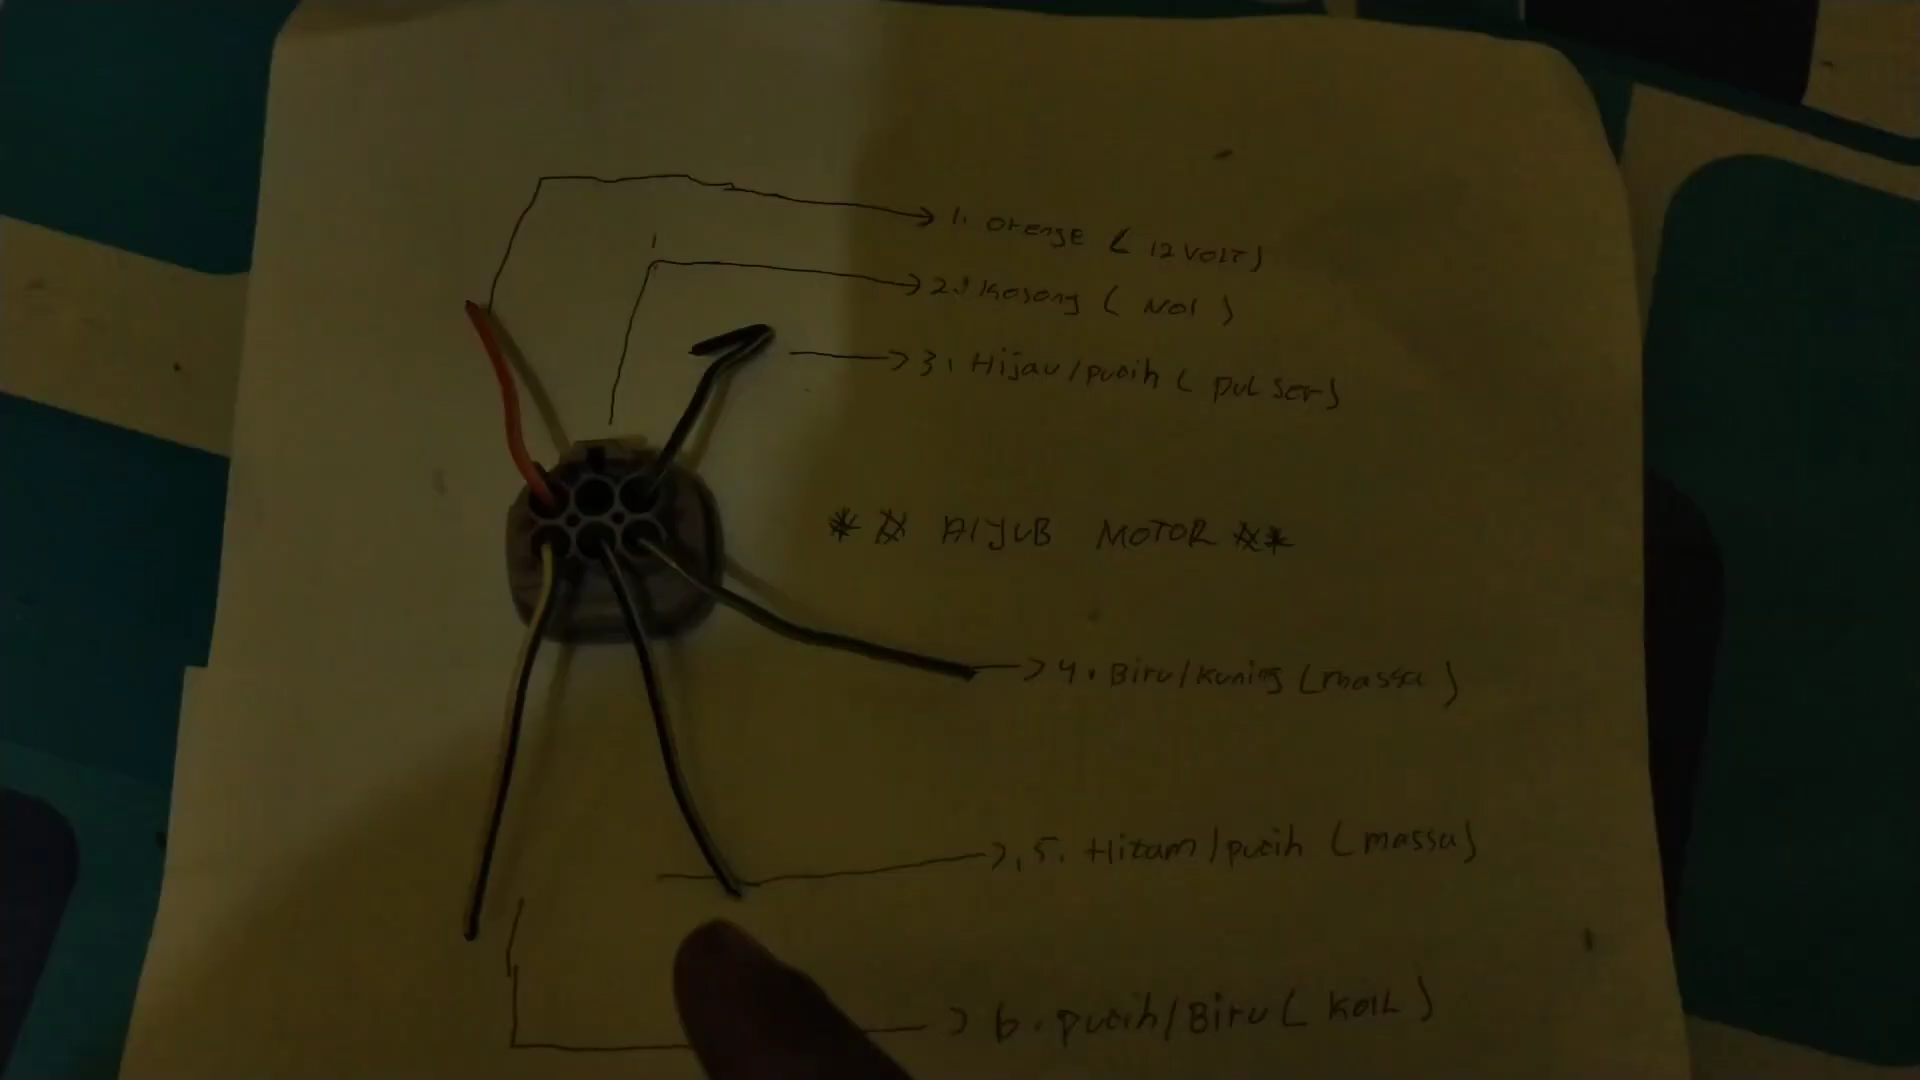 1. orenge ( 12 VOLT)
2. Kosong ( Nol )
3. Hijau/putih ( pulser)
** AIYUB MOTOR **
4. Biru/kuning (massa)
5. Hitam/putih (massa)
6. putih/Biru ( KOIL )